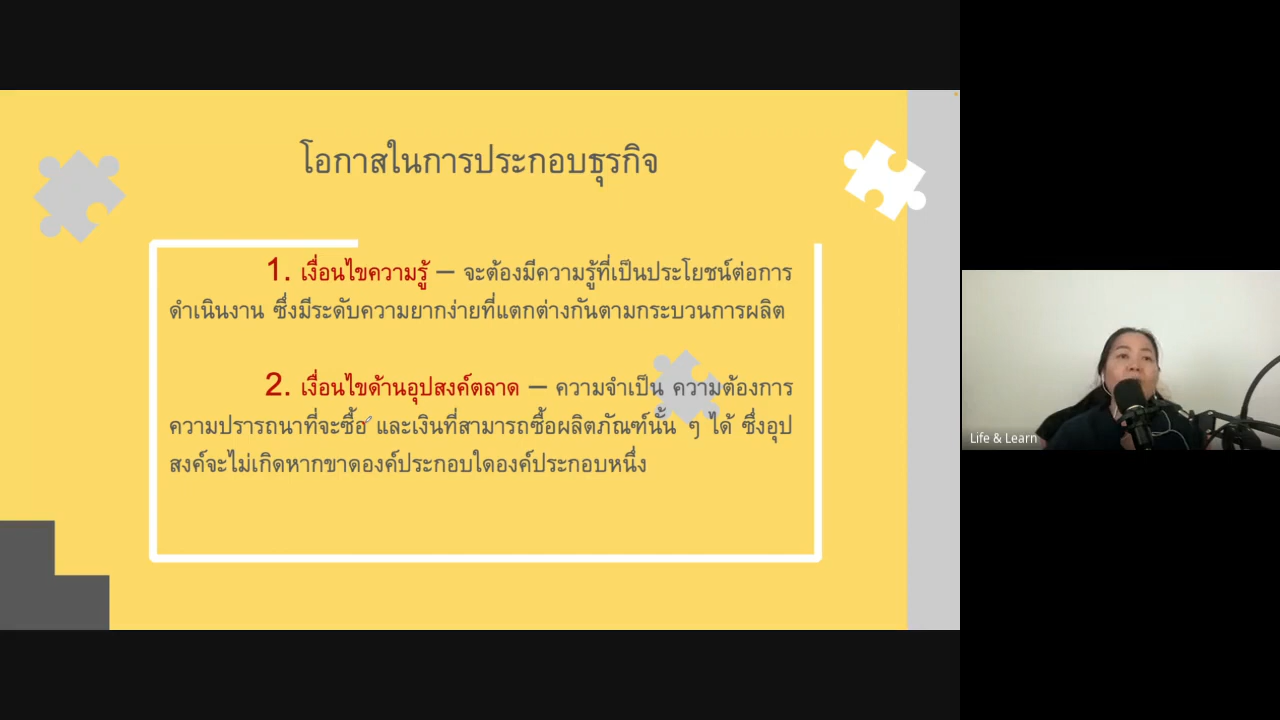 โอกาสในการประกอบธุรกิจ
1. เงื่อนไขความรู้ – จะต้องมีความรู้ที่เป็นประโยชน์ต่อการ
ดำเนินงาน ซึ่งมีระดับความยากง่ายที่แตกต่างกันตามกระบวนการผลิต
2. เงื่อนไขด้านอุปสงค์ตลาด – ความจำเป็น ความต้องการ
ความปรารถนาที่จะซื้อ และเงินที่สามารถซื้อผลิตภัณฑ์นั้น ๆ ได้ ซึ่งอุป
สงค์จะไม่เกิดหากขาดองค์ประกอบใดองค์ประกอบหนึ่ง
Life & Learn